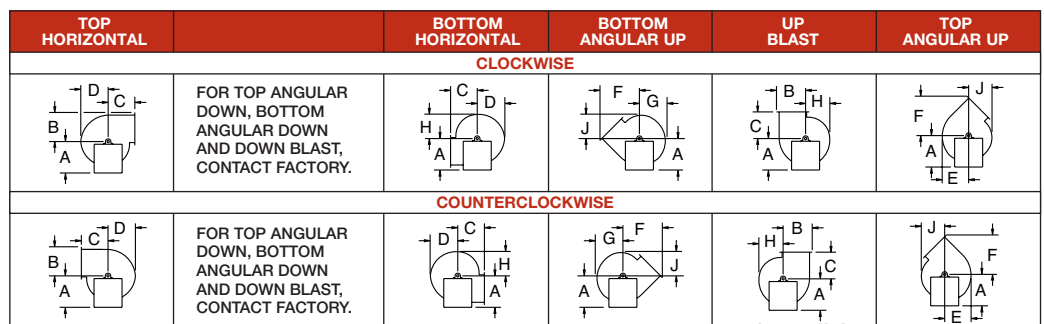 TOP HORIZONTAL
BOTTOM HORIZONTAL
BOTTOM ANGULAR UP
UP BLAST
TOP ANGULAR UP
CLOCKWISE
D
C
B
A
FOR TOP ANGULAR
DOWN, BOTTOM
ANGULAR DOWN
AND DOWN BLAST,
CONTACT FACTORY.
C
D
H
A
F
G
J
A
B
H
C
A
J
F
A
E
COUNTERCLOCKWISE
D
C
B
A
FOR TOP ANGULAR
DOWN, BOTTOM
ANGULAR DOWN
AND DOWN BLAST,
CONTACT FACTORY.
C
D
H
A
F
G
J
A
B
H
C
A
J
F
A
E